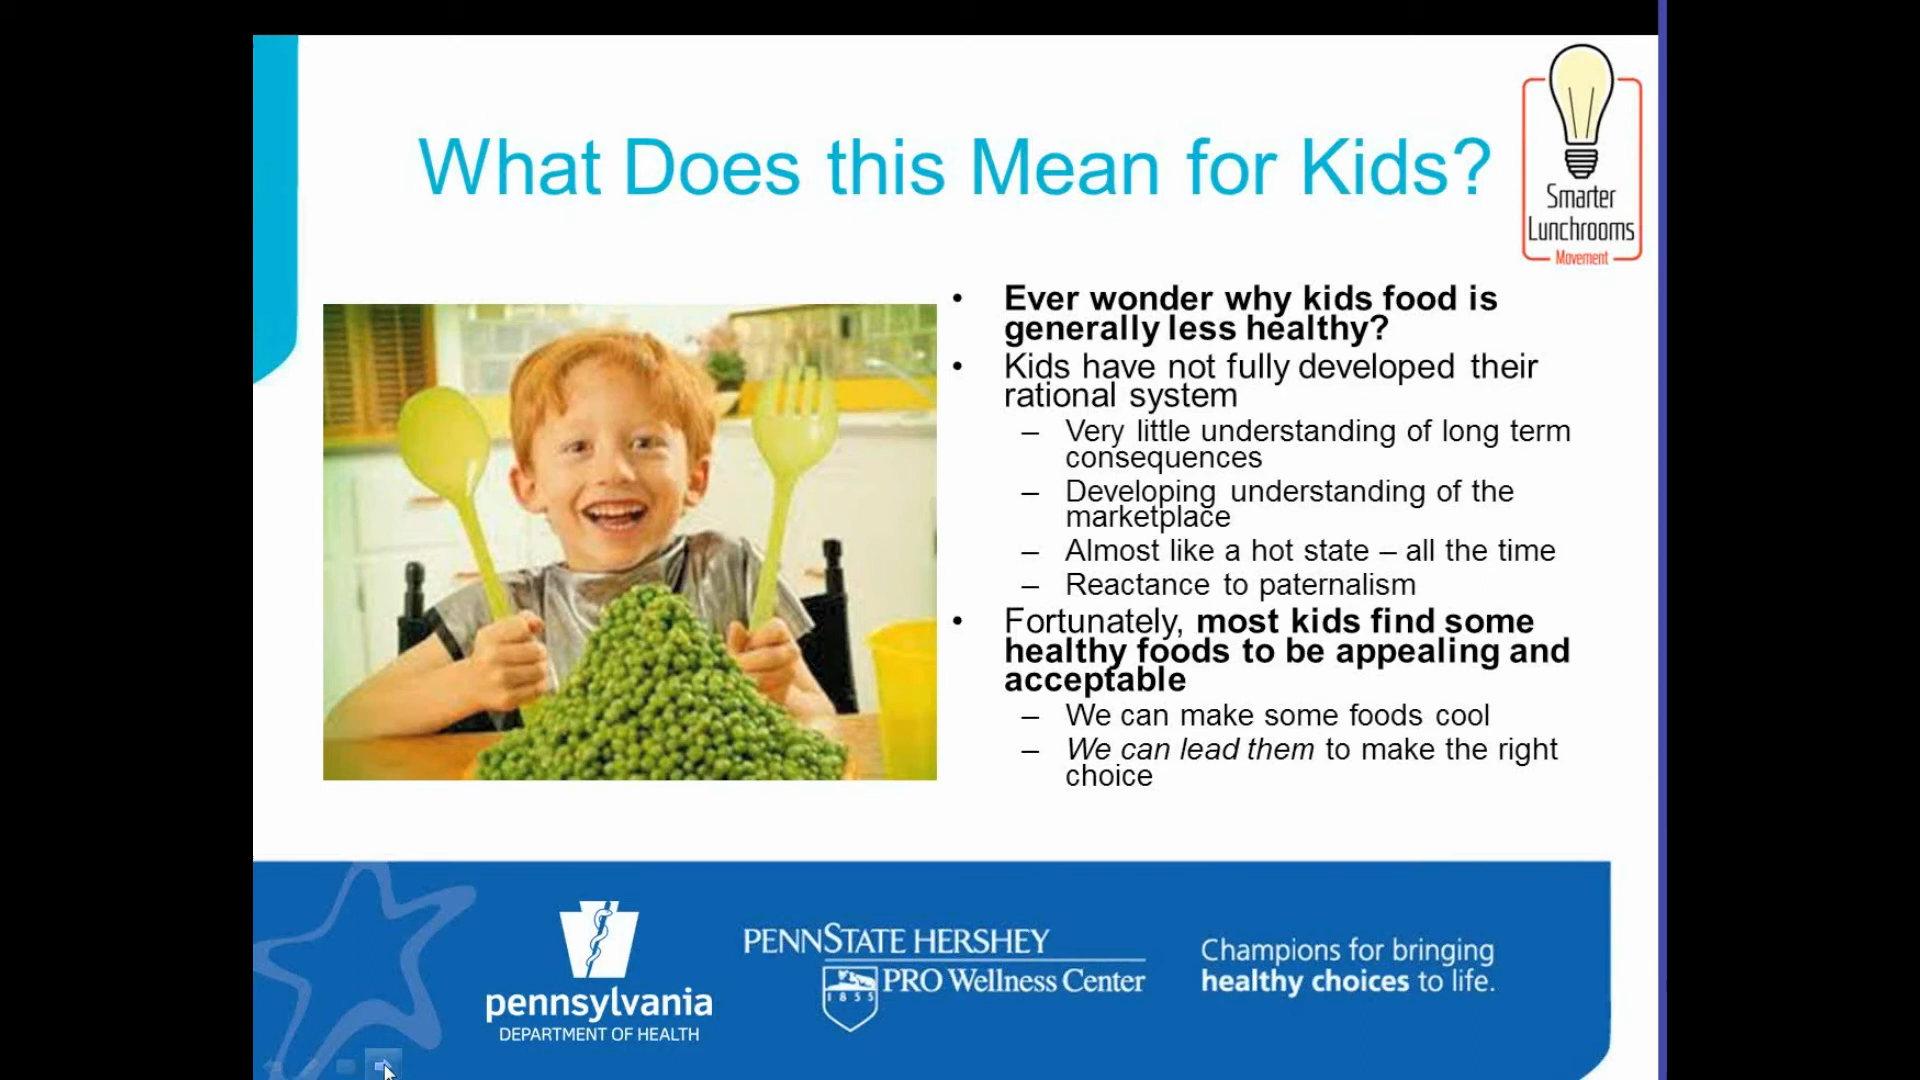 What Does this Mean for Kids?
Smarter
Lunchrooms
Movement
• Ever wonder why kids food is
generally less healthy?
• Kids have not fully developed their
rational system
– Very little understanding of long term
consequences
– Developing understanding of the
marketplace
– Almost like a hot state – all the time
– Reactance to paternalism
• Fortunately, most kids find some
healthy foods to be appealing and
acceptable
– We can make some foods cool
– We can lead them to make the right
choice
pennsylvania
DEPARTMENT OF HEALTH
PENNSTATE HERSHEY
PRO Wellness Center
1855
Champions for bringing
healthy choices to life.